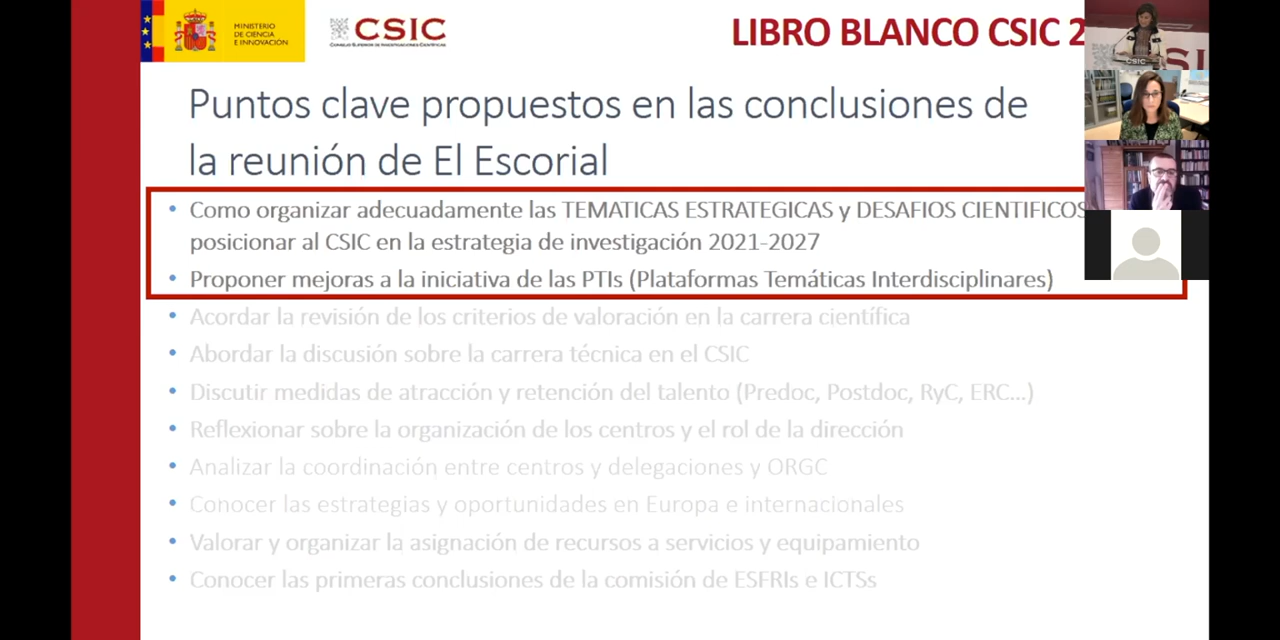 MINISTERIO
DE CIENCIA
E INNOVACIÓN
CSIC
CONSEJO SUPERIOR DE INVESTIGACIONES CIENTÍFICAS
LIBRO BLANCO CSIC 2
CSIC
Puntos clave propuestos en las conclusiones de
la reunión de El Escorial
• Como organizar adecuadamente las TEMATICAS ESTRATEGICAS y DESAFIOS CIENTIFICOS
posicionar al CSIC en la estrategia de investigación 2021-2027
• Proponer mejoras a la iniciativa de las PTIs (Plataformas Temáticas Interdisciplinares)
• Acordar la revisión de los criterios de valoración en la carrera científica
• Abordar la discusión sobre la carrera técnica en el CSIC
• Discutir medidas de atracción y retención del talento (Predoc, Postdoc, RyC, ERC...)
• Reflexionar sobre la organización de los centros y el rol de la dirección
• Analizar la coordinación entre centros y delegaciones y ORGC
• Conocer las estrategias y oportunidades en Europa e internacionales
• Valorar y organizar la asignación de recursos a servicios y equipamiento
• Conocer las primeras conclusiones de la comisión de ESFRIs e ICTSs